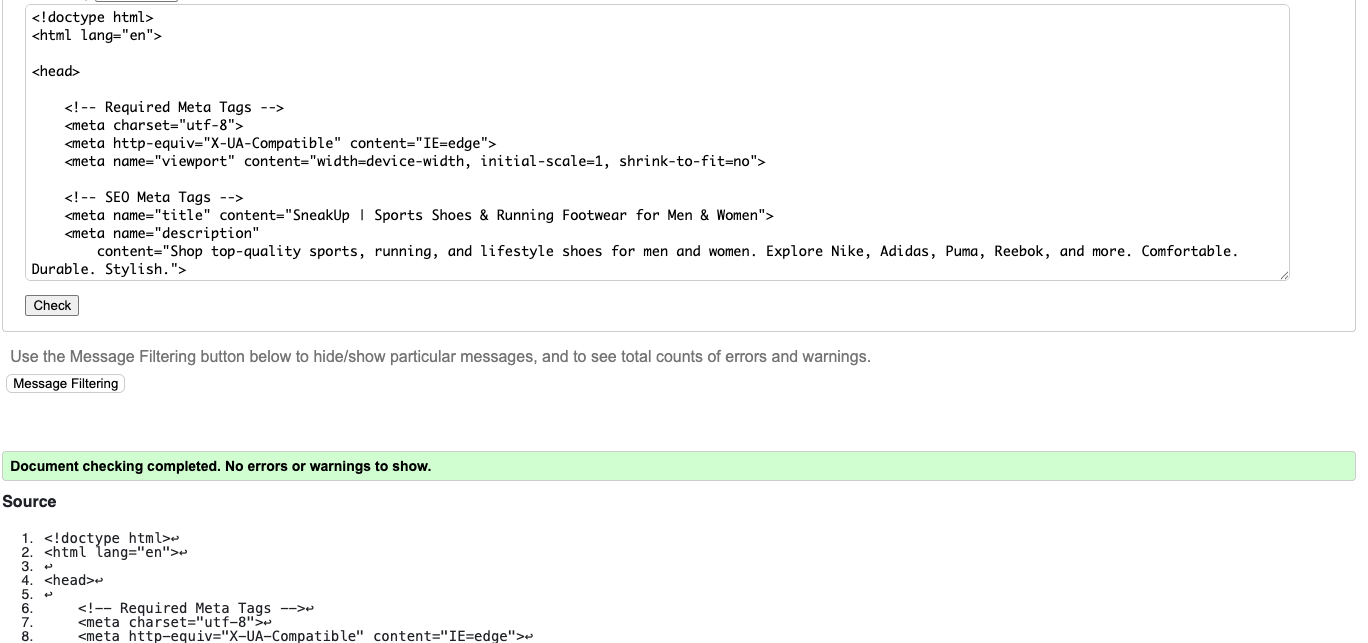 <!doctype html>
<html lang="en">
<head>
<!-- Required Meta Tags -->
<meta charset="utf-8">
<meta http-equiv="X-UA-Compatible" content="IE=edge">
<meta name="viewport" content="width=device-width, initial-scale=1, shrink-to-fit=no">
<!-- SEO Meta Tags -->
<meta name="title" content="SneakUp | Sports Shoes & Running Footwear for Men & Women">
<meta name="description"
content="Shop top-quality sports, running, and lifestyle shoes for men and women. Explore Nike, Adidas, Puma, Reebok, and more. Comfortable.
Durable. Stylish.">
Check
Use the Message Filtering button below to hide/show particular messages, and to see total counts of errors and warnings.
Message Filtering
Document checking completed. No errors or warnings to show.
Source
1. <!doctype html>↩
2. <html lang="en">↩
3. ↩
4. <head>↩
5. ↩
6. <!-- Required Meta Tags -->↩
7. <meta charset="utf-8">↩
8. <meta http-equiv="X-UA-Compatible" content="IE=edge">↩